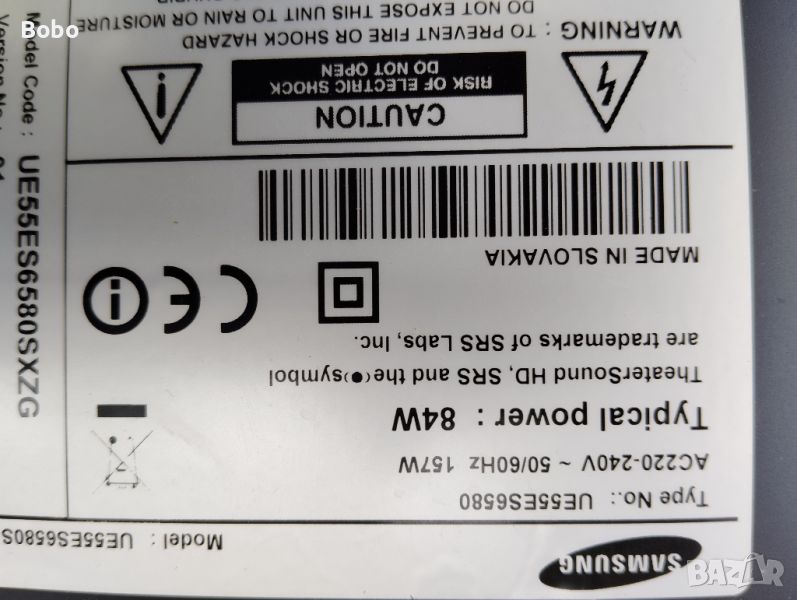 SAMSUNG
Model : UE55ES6580S
Type No.: UE55ES6580
AC220-240V ~ 50/60Hz 157W
Typical power : 84W
TheaterSound HD, SRS and the (●) symbol
are trademarks of SRS Labs, Inc.
MADE IN SLOVAKIA
CAUTION
RISK OF ELECTRIC SHOCK
DO NOT OPEN
WARNING : TO PREVENT FIRE OR SHOCK HAZARD
DO NOT EXPOSE THIS UNIT TO RAIN OR MOISTURE
Model Code : UE55ES6580SXZG
Version No :
Bobo
BAZAR